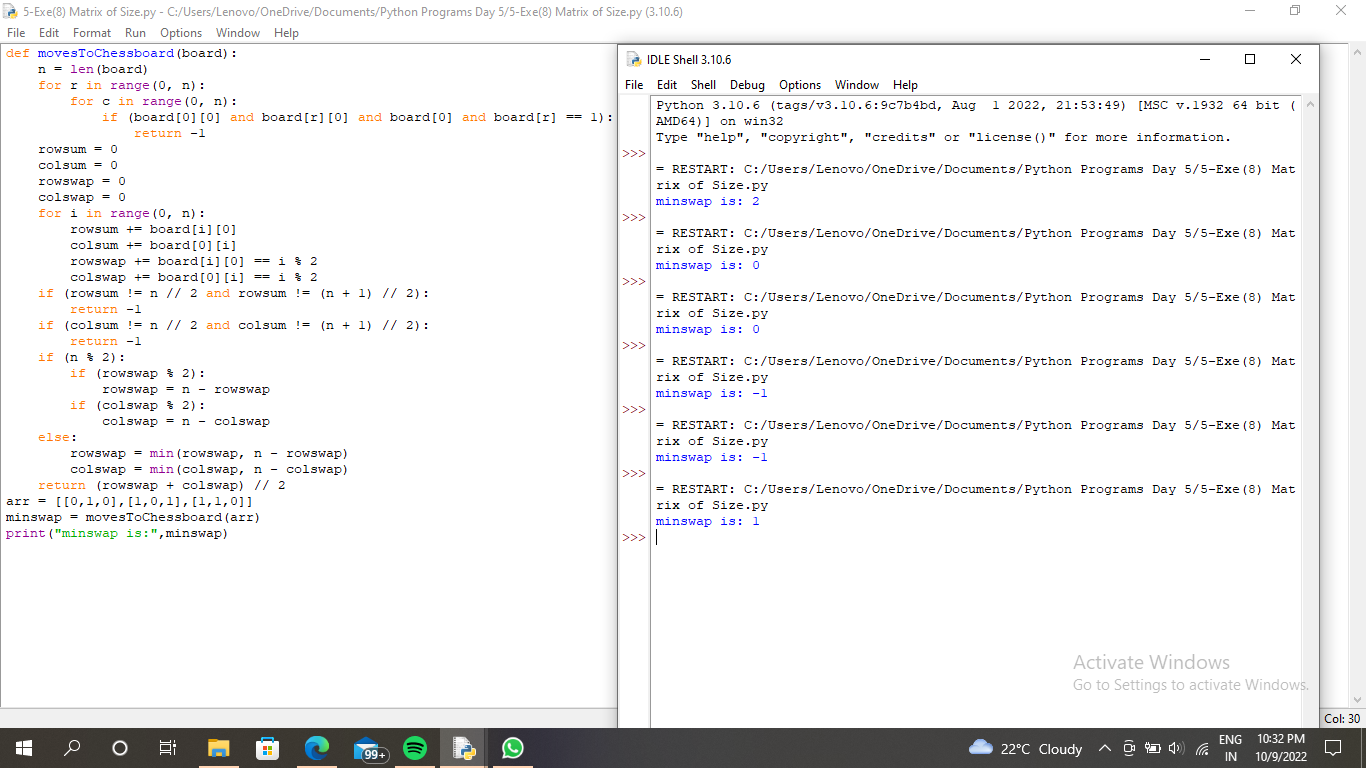 5-Exe(8) Matrix of Size.py - C:/Users/Lenovo/OneDrive/Documents/Python Programs Day 5/5-Exe(8) Matrix of Size.py (3.10.6)
File Edit Format Run Options Window Help
def movesToChessboard(board):
    n = len(board)
    for r in range(0, n):
        for c in range(0, n):
            if (board[0][0] and board[r][0] and board[0] and board[r] == 1):
                return -1
    rowsum = 0
    colsum = 0
    rowswap = 0
    colswap = 0
    for i in range(0, n):
        rowsum += board[i][0]
        colsum += board[0][i]
        rowswap += board[i][0] == i % 2
        colswap += board[0][i] == i % 2
    if (rowsum != n // 2 and rowsum != (n + 1) // 2):
        return -1
    if (colsum != n // 2 and colsum != (n + 1) // 2):
        return -1
    if (n % 2):
        if (rowswap % 2):
            rowswap = n - rowswap
        if (colswap % 2):
            colswap = n - colswap
    else:
        rowswap = min(rowswap, n - rowswap)
        colswap = min(colswap, n - colswap)
    return (rowswap + colswap) // 2
arr = [[0,1,0],[1,0,1],[1,1,0]]
minswap = movesToChessboard(arr)
print("minswap is:",minswap)
IDLE Shell 3.10.6
File Edit Shell Debug Options Window Help
Python 3.10.6 (tags/v3.10.6:9c7b4bd, Aug  1 2022, 21:53:49) [MSC v.1932 64 bit (
AMD64)] on win32
Type "help", "copyright", "credits" or "license()" for more information.
>>>
= RESTART: C:/Users/Lenovo/OneDrive/Documents/Python Programs Day 5/5-Exe(8) Mat
rix of Size.py
minswap is: 2
>>>
= RESTART: C:/Users/Lenovo/OneDrive/Documents/Python Programs Day 5/5-Exe(8) Mat
rix of Size.py
minswap is: 0
>>>
= RESTART: C:/Users/Lenovo/OneDrive/Documents/Python Programs Day 5/5-Exe(8) Mat
rix of Size.py
minswap is: 0
>>>
= RESTART: C:/Users/Lenovo/OneDrive/Documents/Python Programs Day 5/5-Exe(8) Mat
rix of Size.py
minswap is: -1
>>>
= RESTART: C:/Users/Lenovo/OneDrive/Documents/Python Programs Day 5/5-Exe(8) Mat
rix of Size.py
minswap is: -1
>>>
= RESTART: C:/Users/Lenovo/OneDrive/Documents/Python Programs Day 5/5-Exe(8) Mat
rix of Size.py
minswap is: 1
>>>
Activate Windows
Go to Settings to activate Windows.
Col: 30
99+
22°C Cloudy
ENG
IN
10:32 PM
10/9/2022